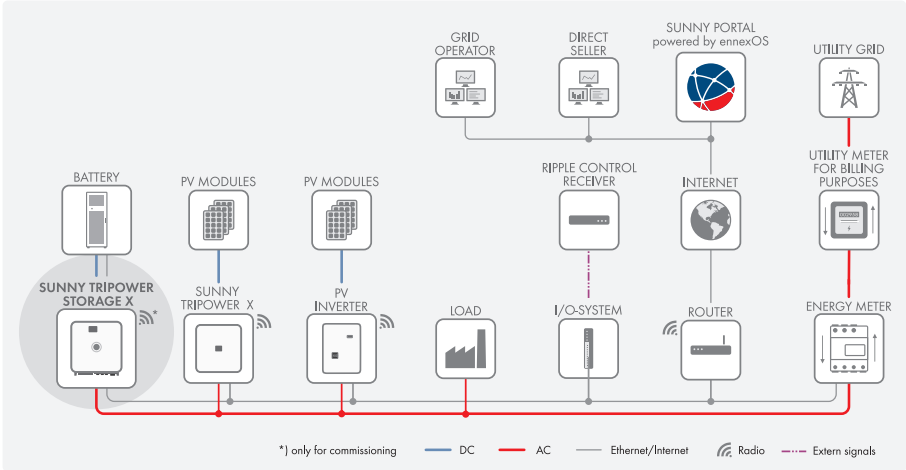 GRID
OPERATOR
DIRECT
SELLER
SUNNY PORTAL
powered by ennexOS
UTILITY GRID
BATTERY
PV MODULES
PV MODULES
RIPPLE CONTROL
RECEIVER
INTERNET
UTILITY METER
FOR BILLING
PURPOSES
SUNNY TRIPOWER
STORAGE X
*
SUNNY
TRIPOWER X
PV
INVERTER
LOAD
I/O-SYSTEM
ROUTER
ENERGY METER
*) only for commissioning
DC
AC
Ethernet/Internet
Radio
Extern signals